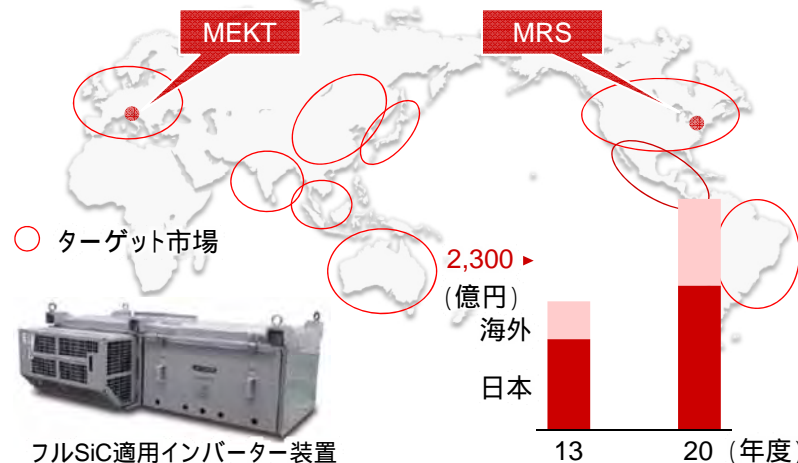 MEKT
MRS
ターゲット市場
2,300
(億円)
海外
日本
フルSiC適用インバーター装置
13
20 (年度)